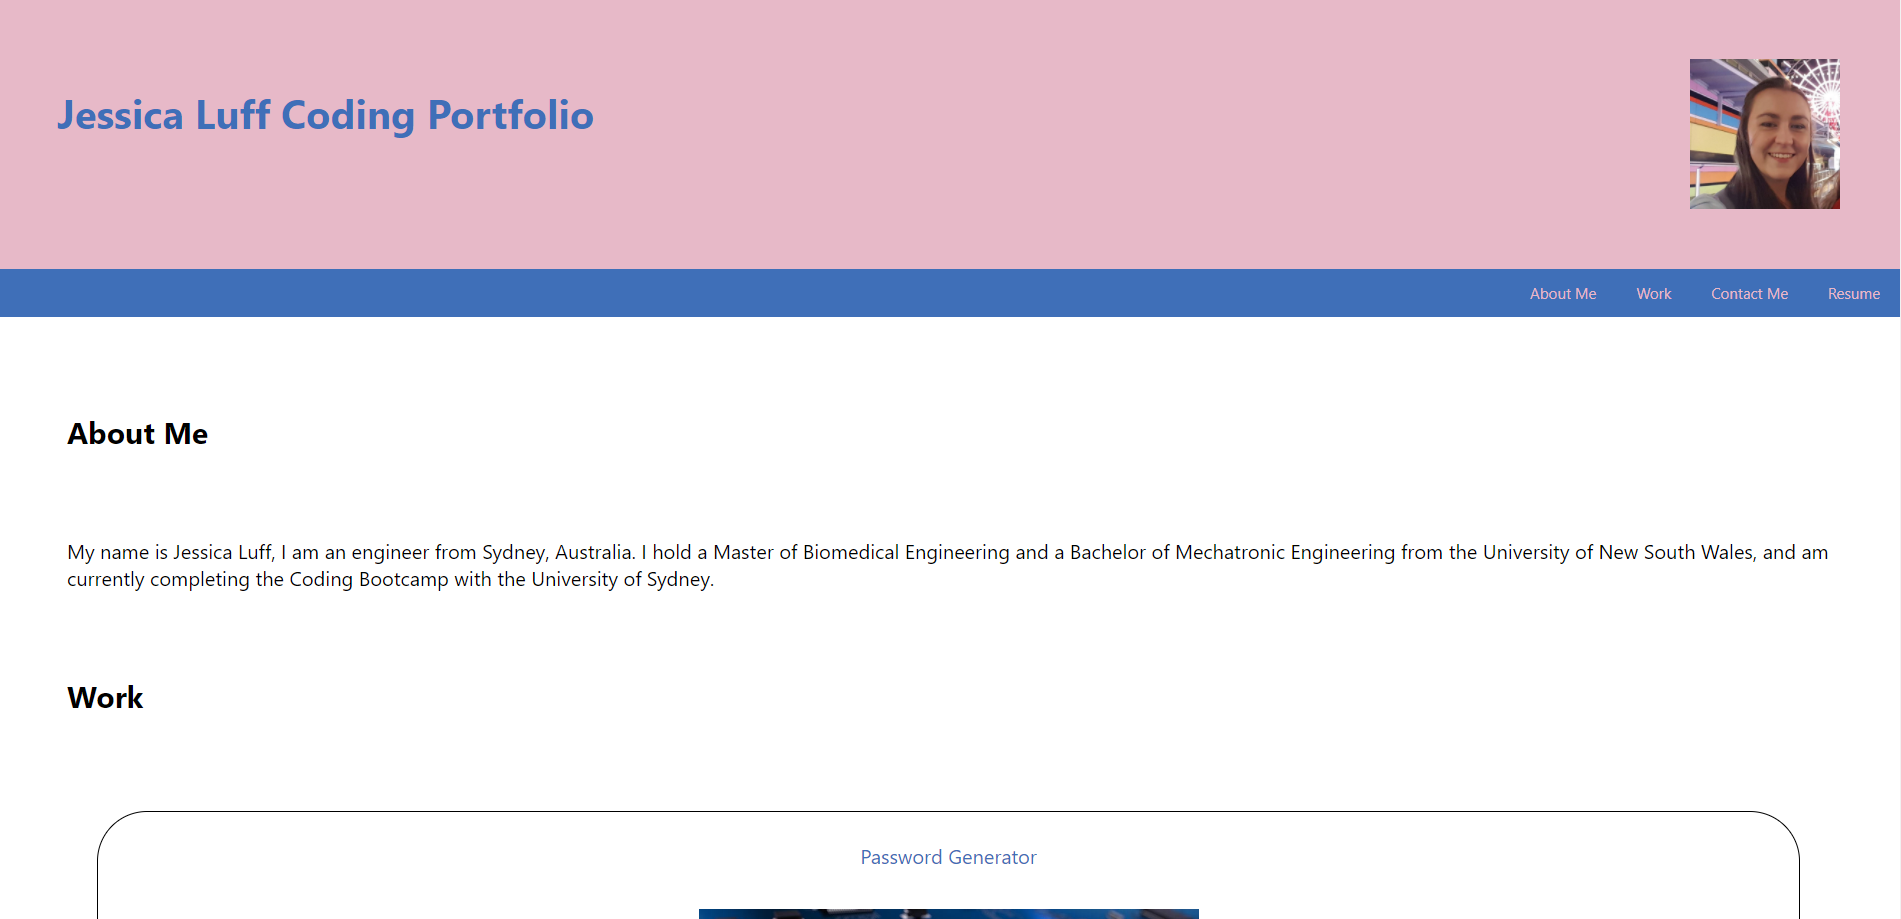 Jessica Luff Coding Portfolio
About Me Work Contact Me Resume
About Me
My name is Jessica Luff, I am an engineer from Sydney, Australia. I hold a Master of Biomedical Engineering and a Bachelor of Mechatronic Engineering from the University of New South Wales, and am
currently completing the Coding Bootcamp with the University of Sydney.
Work
Password Generator